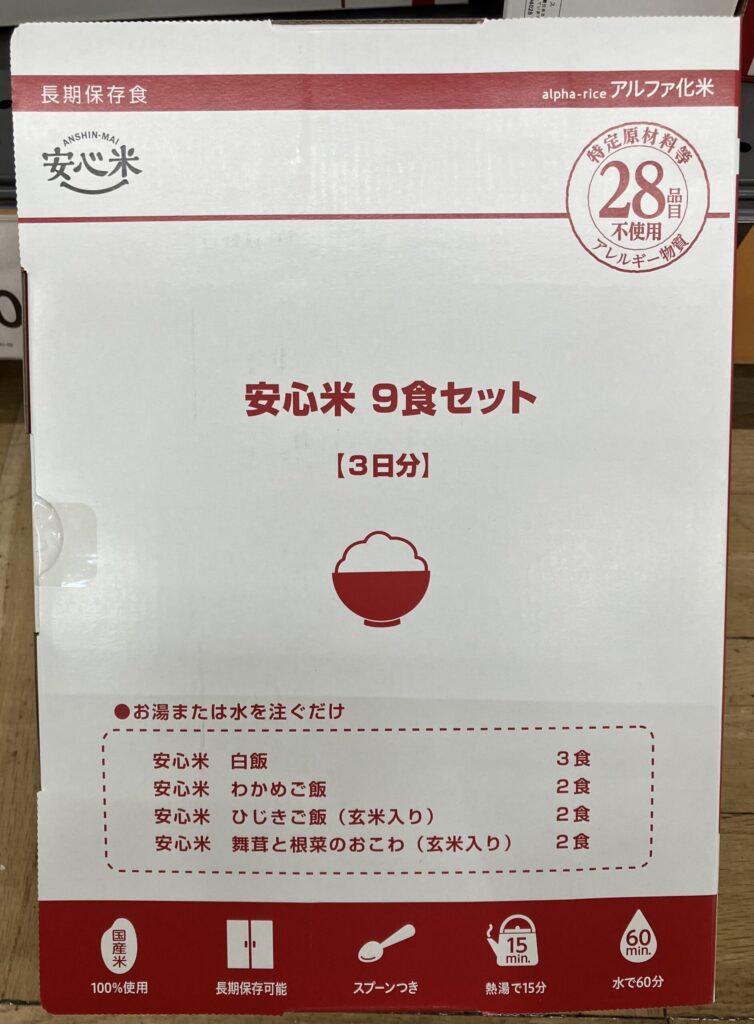 長期保存食
alpha-rice アルファ化米
ANSHIN-MAI
安心米
特定原材料等
28品目
不使用
アレルギー物質
安心米 9食セット
【3日分】
●お湯または水を注ぐだけ
安心米 白飯 3食
安心米 わかめご飯 2食
安心米 ひじきご飯（玄米入り） 2食
安心米 舞茸と根菜のおこわ（玄米入り） 2食
国産米
100%使用
長期保存可能
スプーンつき
15
min.
熱湯で15分
60
min.
水で60分